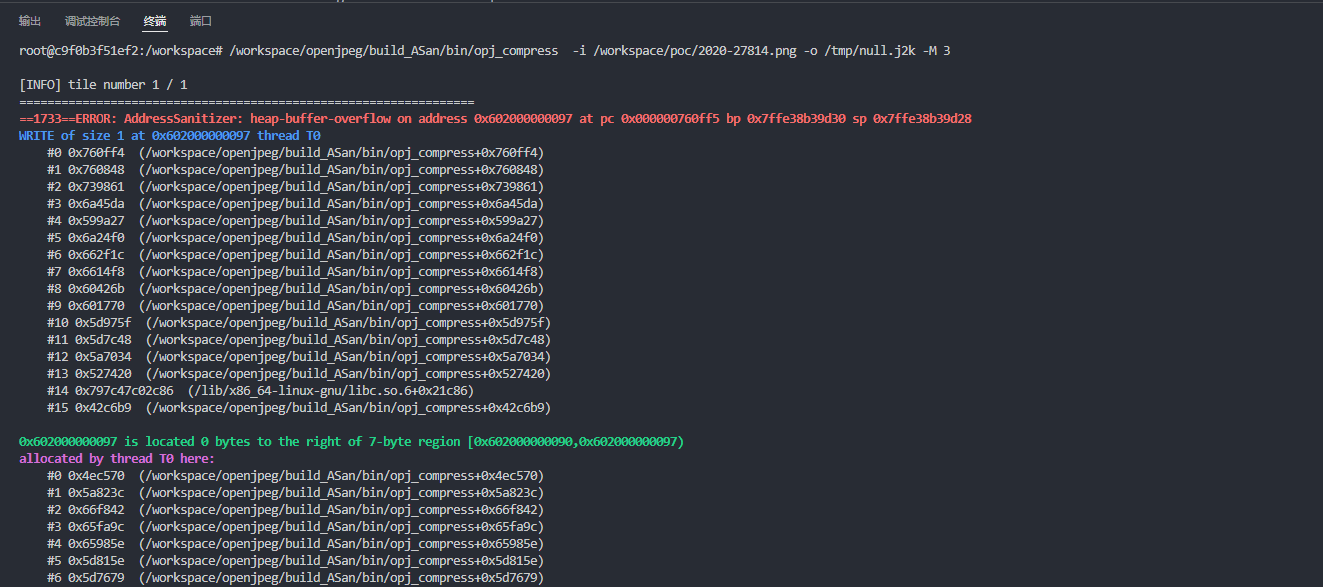 输出 调试控制台 终端 端口
root@c9f0b3f51ef2:/workspace# /workspace/openjpeg/build_ASan/bin/opj_compress  -i /workspace/poc/2020-27814.png -o /tmp/null.j2k -M 3
[INFO] tile number 1 / 1
=================================================================
==1733==ERROR: AddressSanitizer: heap-buffer-overflow on address 0x602000000097 at pc 0x000000760ff5 bp 0x7ffe38b39d30 sp 0x7ffe38b39d28
WRITE of size 1 at 0x602000000097 thread T0
#0 0x760ff4  (/workspace/openjpeg/build_ASan/bin/opj_compress+0x760ff4)
#1 0x760848  (/workspace/openjpeg/build_ASan/bin/opj_compress+0x760848)
#2 0x739861  (/workspace/openjpeg/build_ASan/bin/opj_compress+0x739861)
#3 0x6a45da  (/workspace/openjpeg/build_ASan/bin/opj_compress+0x6a45da)
#4 0x599a27  (/workspace/openjpeg/build_ASan/bin/opj_compress+0x599a27)
#5 0x6a24f0  (/workspace/openjpeg/build_ASan/bin/opj_compress+0x6a24f0)
#6 0x662f1c  (/workspace/openjpeg/build_ASan/bin/opj_compress+0x662f1c)
#7 0x6614f8  (/workspace/openjpeg/build_ASan/bin/opj_compress+0x6614f8)
#8 0x60426b  (/workspace/openjpeg/build_ASan/bin/opj_compress+0x60426b)
#9 0x601770  (/workspace/openjpeg/build_ASan/bin/opj_compress+0x601770)
#10 0x5d975f  (/workspace/openjpeg/build_ASan/bin/opj_compress+0x5d975f)
#11 0x5d7c48  (/workspace/openjpeg/build_ASan/bin/opj_compress+0x5d7c48)
#12 0x5a7034  (/workspace/openjpeg/build_ASan/bin/opj_compress+0x5a7034)
#13 0x527420  (/workspace/openjpeg/build_ASan/bin/opj_compress+0x527420)
#14 0x797c47c02c86  (/lib/x86_64-linux-gnu/libc.so.6+0x21c86)
#15 0x42c6b9  (/workspace/openjpeg/build_ASan/bin/opj_compress+0x42c6b9)
0x602000000097 is located 0 bytes to the right of 7-byte region [0x602000000090,0x602000000097)
allocated by thread T0 here:
#0 0x4ec570  (/workspace/openjpeg/build_ASan/bin/opj_compress+0x4ec570)
#1 0x5a823c  (/workspace/openjpeg/build_ASan/bin/opj_compress+0x5a823c)
#2 0x66f842  (/workspace/openjpeg/build_ASan/bin/opj_compress+0x66f842)
#3 0x65fa9c  (/workspace/openjpeg/build_ASan/bin/opj_compress+0x65fa9c)
#4 0x65985e  (/workspace/openjpeg/build_ASan/bin/opj_compress+0x65985e)
#5 0x5d815e  (/workspace/openjpeg/build_ASan/bin/opj_compress+0x5d815e)
#6 0x5d7679  (/workspace/openjpeg/build_ASan/bin/opj_compress+0x5d7679)